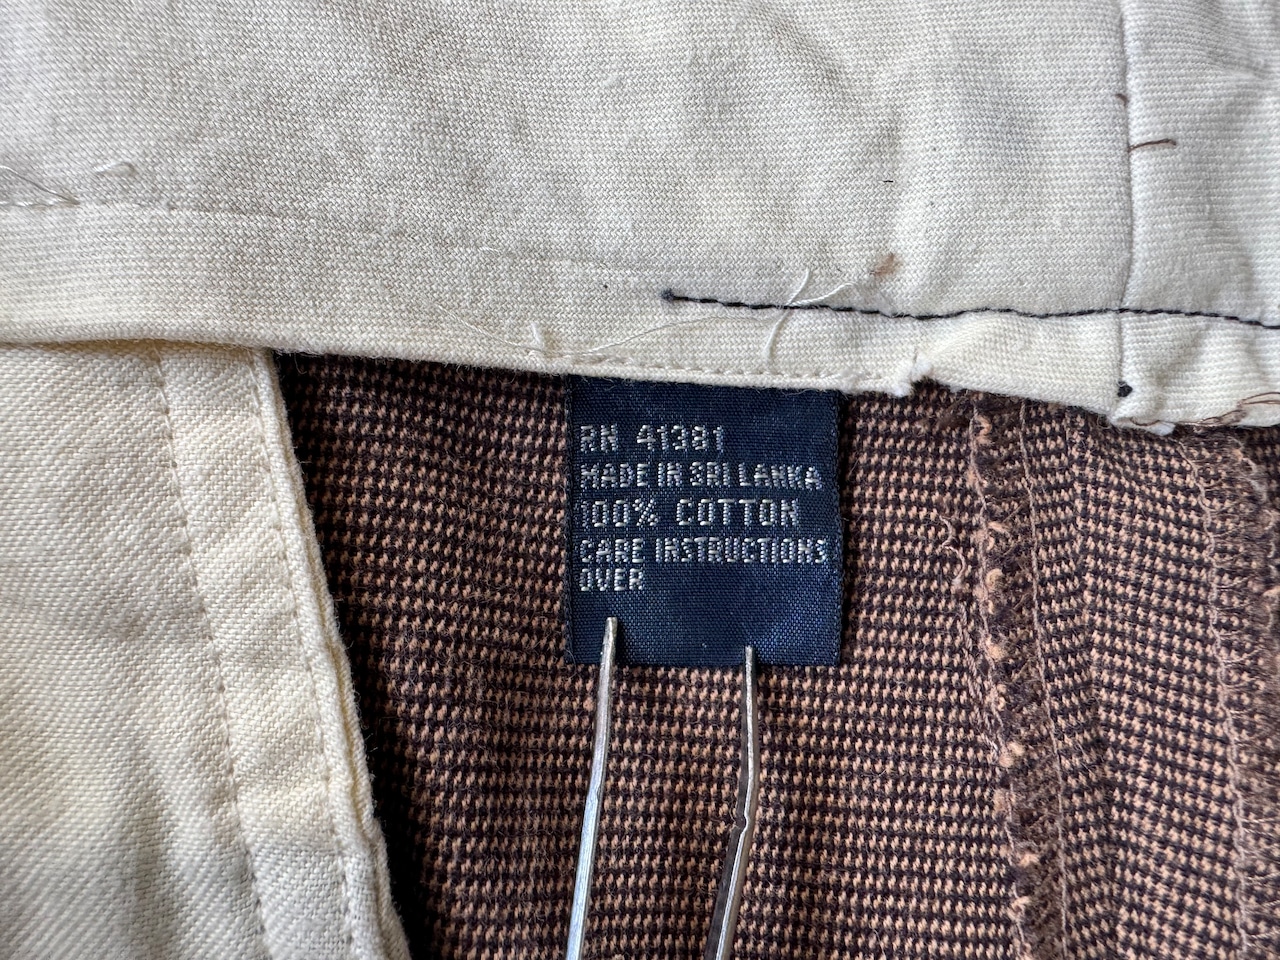 RN 41381
MADE IN SRI LANKA
100% COTTON
CARE INSTRUCTIONS
OVER